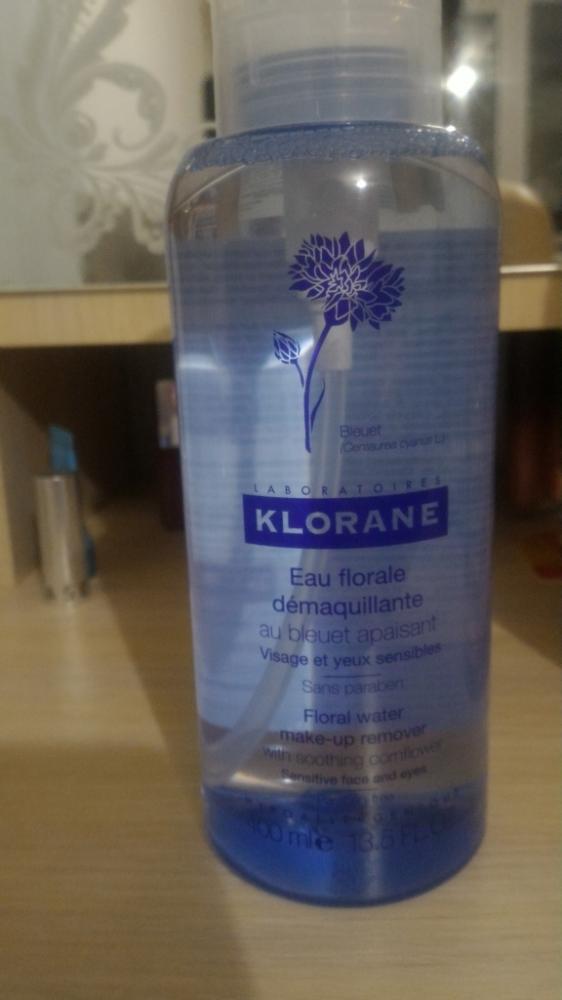 Bleuet
(Centaurea cyanus L.)
LABORATOIRES
KLORANE
Eau florale
démaquillante
au bleuet apaisant
Visage et yeux sensibles
Sans paraben
Floral water
make-up remover
with soothing cornflower
Sensitive face and eyes
400 ml e 13.5 FL.O